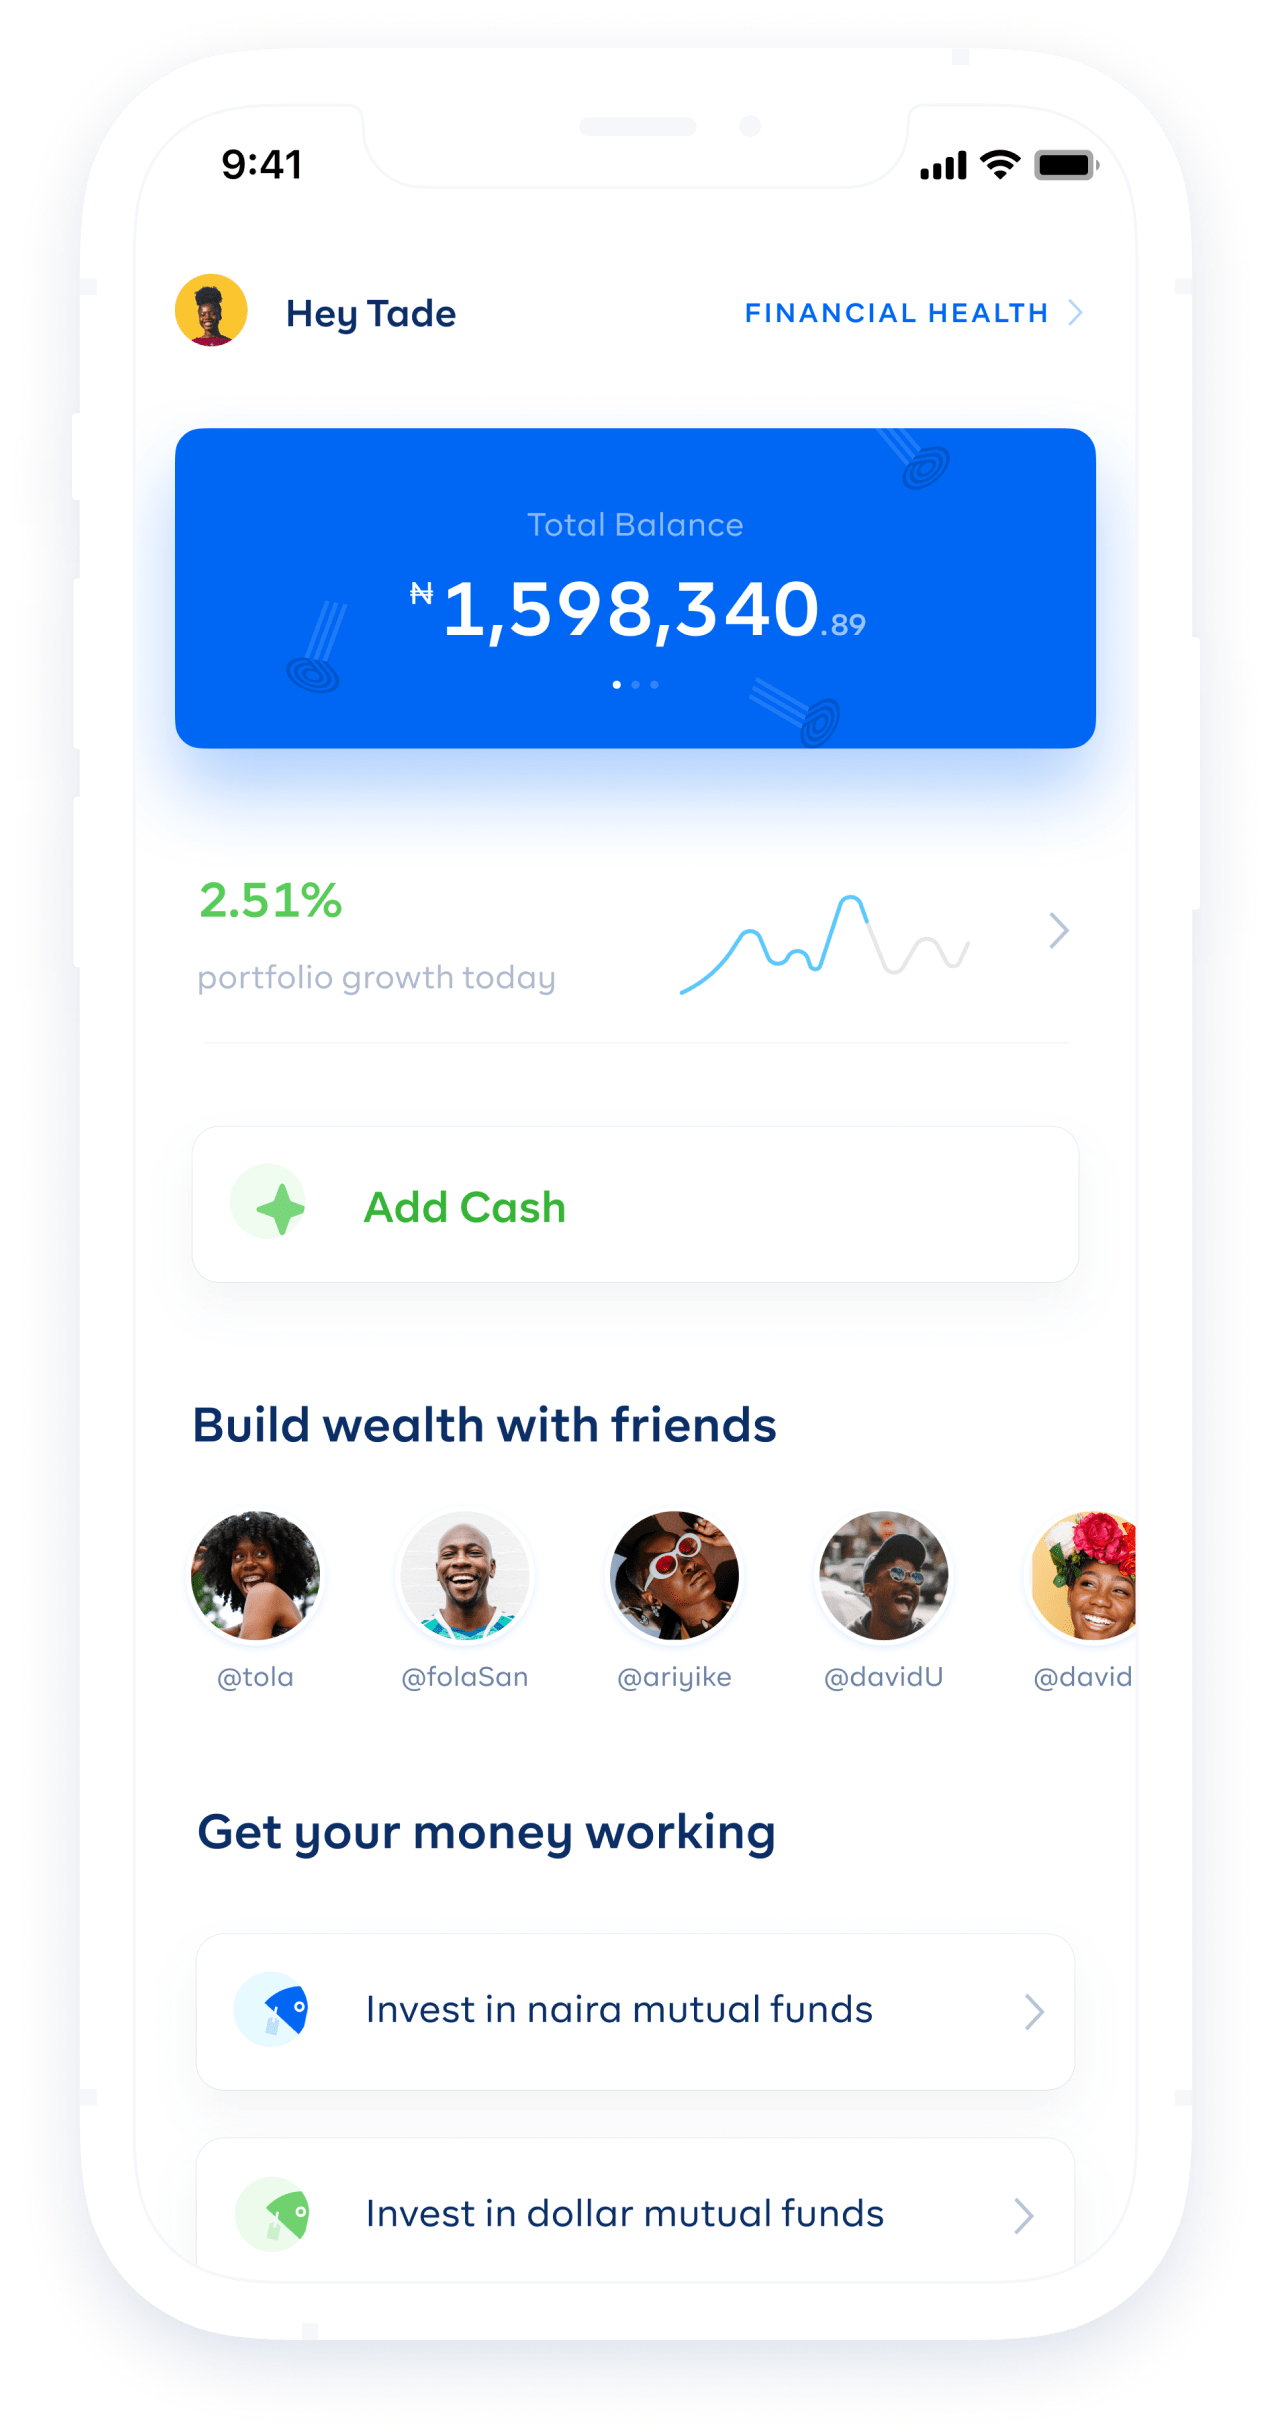 9:41
Hey Tade
FINANCIAL HEALTH
Total Balance
₦1,598,340.89
2.51%
portfolio growth today
Add Cash
Build wealth with friends
@tola @folaSan @ariyike @davidU @david
Get your money working
Invest in naira mutual funds
Invest in dollar mutual funds